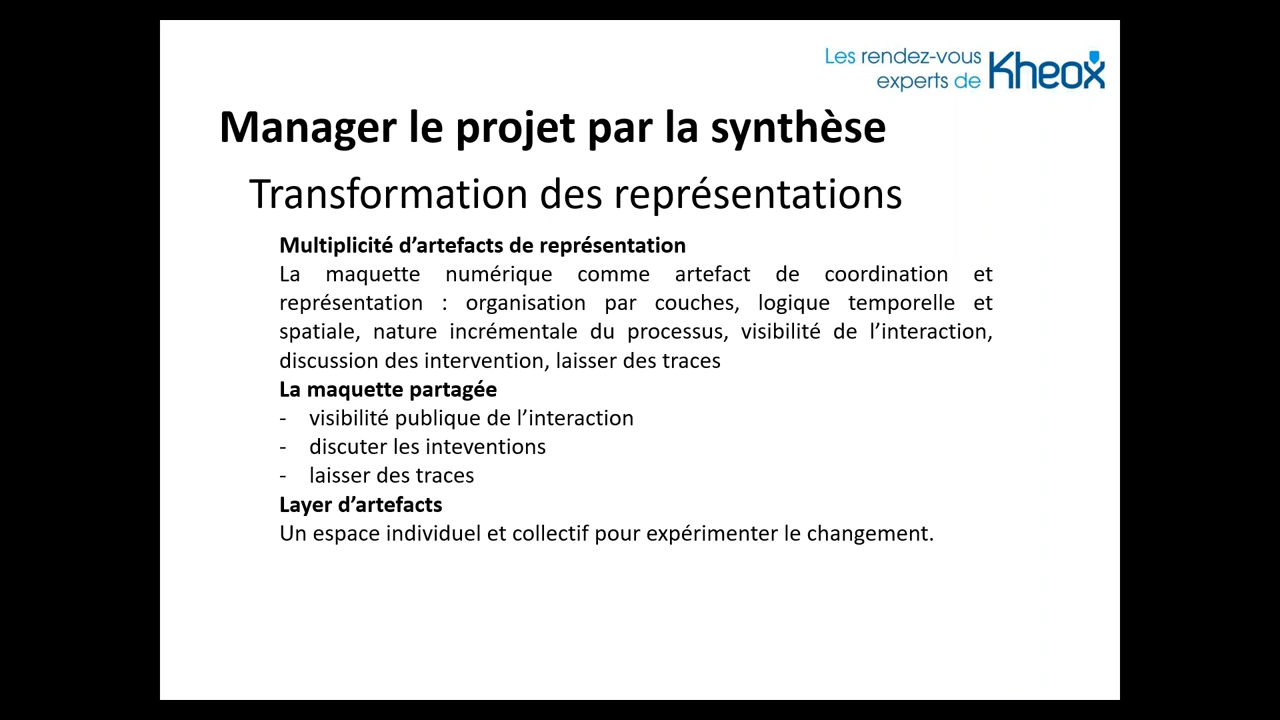 Les rendez-vous
experts de Kheox
Manager le projet par la synthèse
Transformation des représentations
Multiplicité d’artefacts de représentation
La maquette numérique comme artefact de coordination et
représentation : organisation par couches, logique temporelle et
spatiale, nature incrémentale du processus, visibilité de l’interaction,
discussion des intervention, laisser des traces
La maquette partagée
- visibilité publique de l’interaction
- discuter les inteventions
- laisser des traces
Layer d’artefacts
Un espace individuel et collectif pour expérimenter le changement.